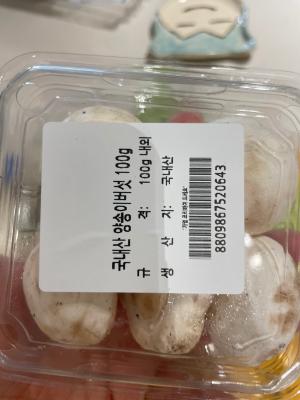 국내산 양송이버섯 100g
규 격: 100g 내외
생 산 지: 국내산
8809867520643